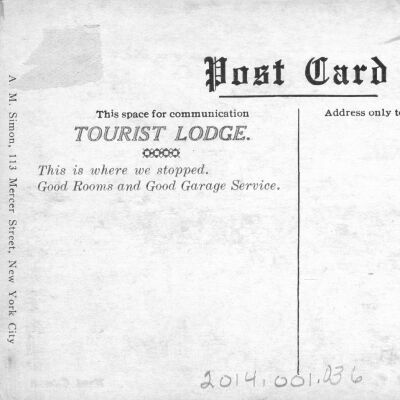 Post Card
This space for communication
Address only to
TOURIST LODGE.
This is where we stopped.
Good Rooms and Good Garage Service.
A. M. Simon, 113 Mercer Street, New York City
2014.001.036